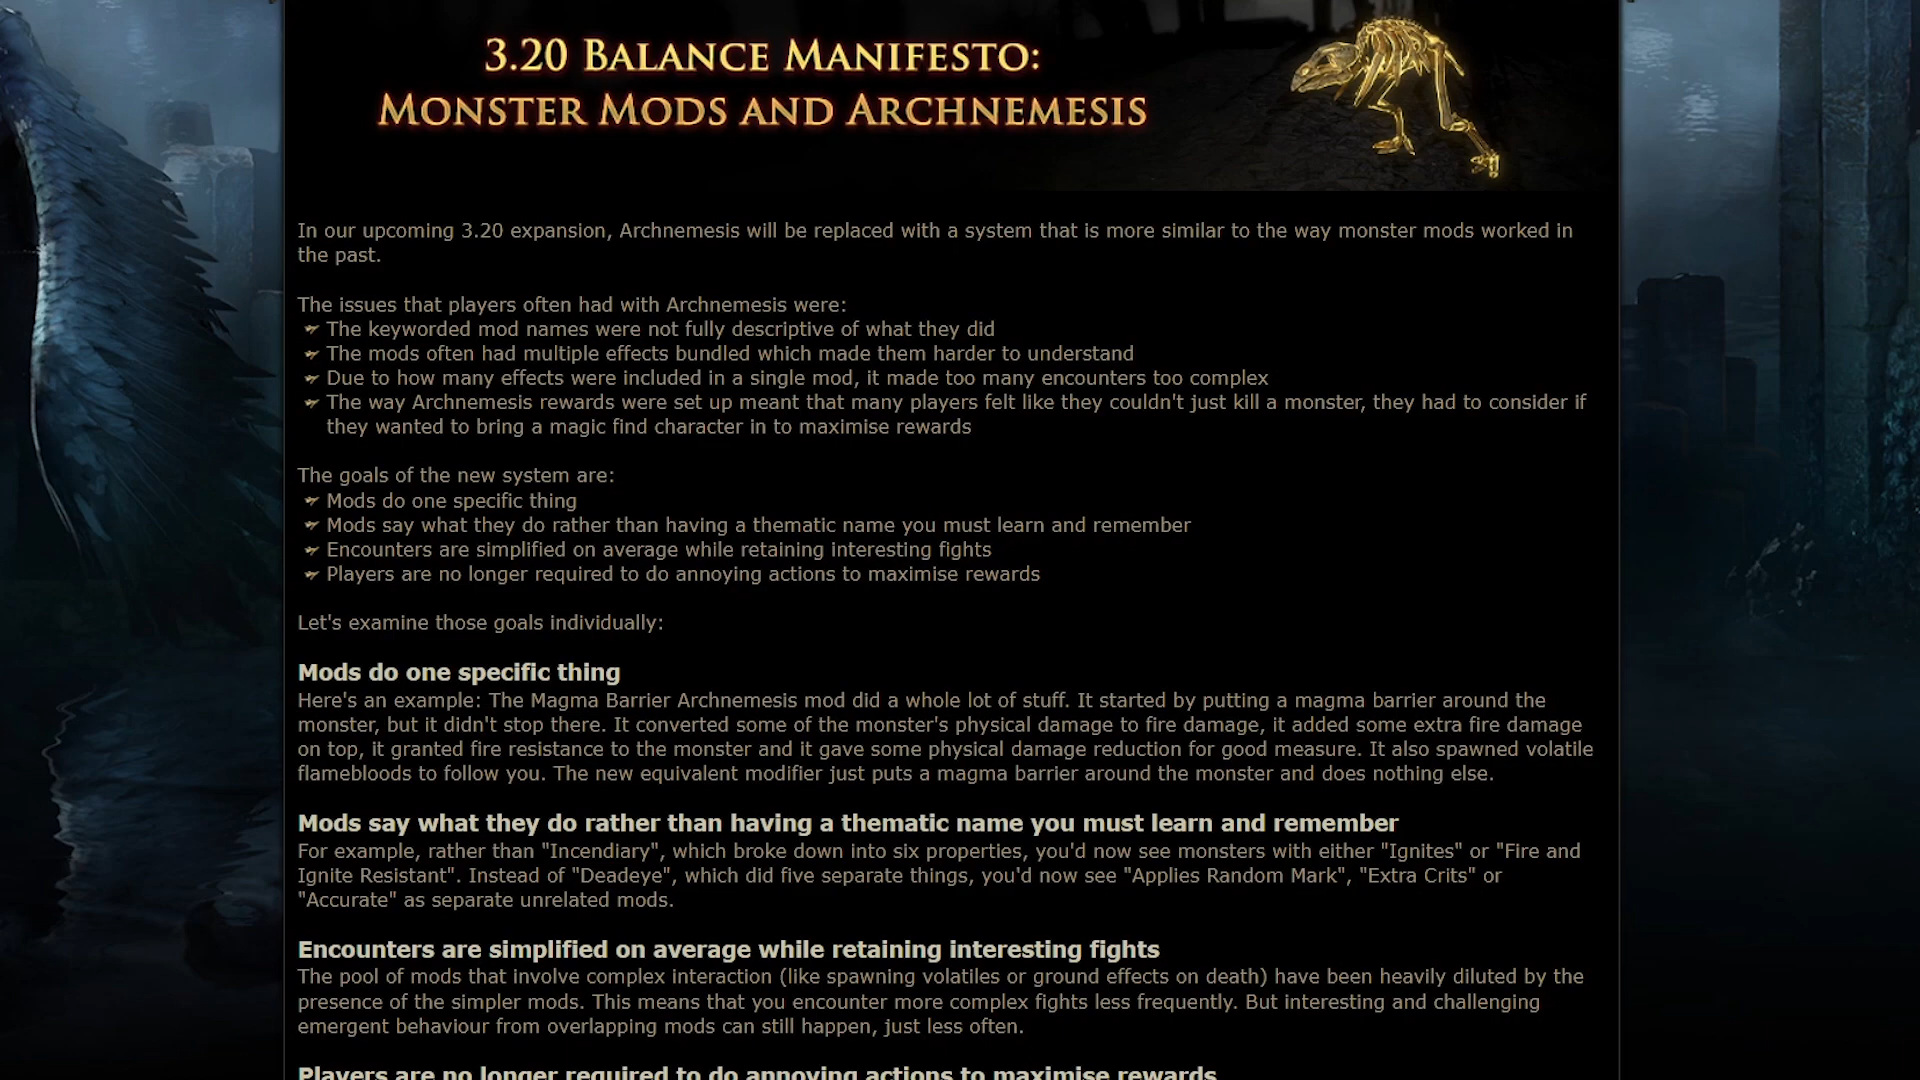 3.20 Balance Manifesto:
Monster Mods and Archnemesis
In our upcoming 3.20 expansion, Archnemesis will be replaced with a system that is more similar to the way monster mods worked in
the past.
The issues that players often had with Archnemesis were:
The keyworded mod names were not fully descriptive of what they did
The mods often had multiple effects bundled which made them harder to understand
Due to how many effects were included in a single mod, it made too many encounters too complex
The way Archnemesis rewards were set up meant that many players felt like they couldn't just kill a monster, they had to consider if
they wanted to bring a magic find character in to maximise rewards
The goals of the new system are:
Mods do one specific thing
Mods say what they do rather than having a thematic name you must learn and remember
Encounters are simplified on average while retaining interesting fights
Players are no longer required to do annoying actions to maximise rewards
Let's examine those goals individually:
Mods do one specific thing
Here's an example: The Magma Barrier Archnemesis mod did a whole lot of stuff. It started by putting a magma barrier around the
monster, but it didn't stop there. It converted some of the monster's physical damage to fire damage, it added some extra fire damage
on top, it granted fire resistance to the monster and it gave some physical damage reduction for good measure. It also spawned volatile
flamebloods to follow you. The new equivalent modifier just puts a magma barrier around the monster and does nothing else.
Mods say what they do rather than having a thematic name you must learn and remember
For example, rather than "Incendiary", which broke down into six properties, you'd now see monsters with either "Ignites" or "Fire and
Ignite Resistant". Instead of "Deadeye", which did five separate things, you'd now see "Applies Random Mark", "Extra Crits" or
"Accurate" as separate unrelated mods.
Encounters are simplified on average while retaining interesting fights
The pool of mods that involve complex interaction (like spawning volatiles or ground effects on death) have been heavily diluted by the
presence of the simpler mods. This means that you encounter more complex fights less frequently. But interesting and challenging
emergent behaviour from overlapping mods can still happen, just less often.
Players are no longer required to do annoying actions to maximise rewards